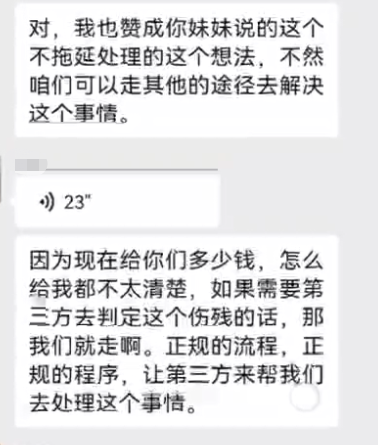 对，我也赞成你妹妹说的这个
不拖延处理的这个想法，不然
咱们可以走其他的途径去解决
这个事情。
23"
因为现在给你们多少钱，怎么
给我都不太清楚，如果需要第
三方去判定这个伤残的话，那
我们就走啊。正规的流程，正
规的程序，让第三方来帮我们
去处理这个事情。